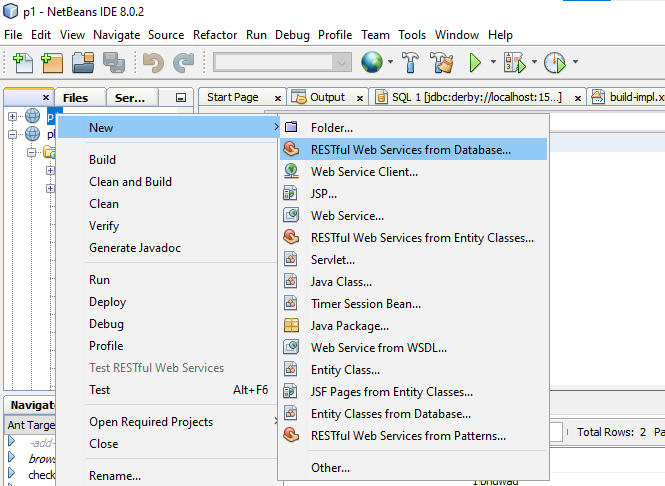 p1 - NetBeans IDE 8.0.2
File Edit View Navigate Source Refactor Run Debug Profile Team Tools Window Help
Files Ser... Start Page Output SQL 1 [jdbc:derby://localhost:15...] build-impl.x
New
Build
Clean and Build
Clean
Verify
Generate Javadoc
Run
Deploy
Debug
Profile
Test RESTful Web Services
Test Alt+F6
Open Required Projects
Close
Rename...
Folder...
RESTful Web Services from Database...
Web Service Client...
JSP...
Web Service...
RESTful Web Services from Entity Classes...
Servlet...
Java Class...
Timer Session Bean...
Java Package...
Web Service from WSDL...
Entity Class...
JSF Pages from Entity Classes...
Entity Classes from Database...
RESTful Web Services from Patterns...
Other...
Navigat
Ant Targe
-add-
brows
check
Total Rows: 2 Pa